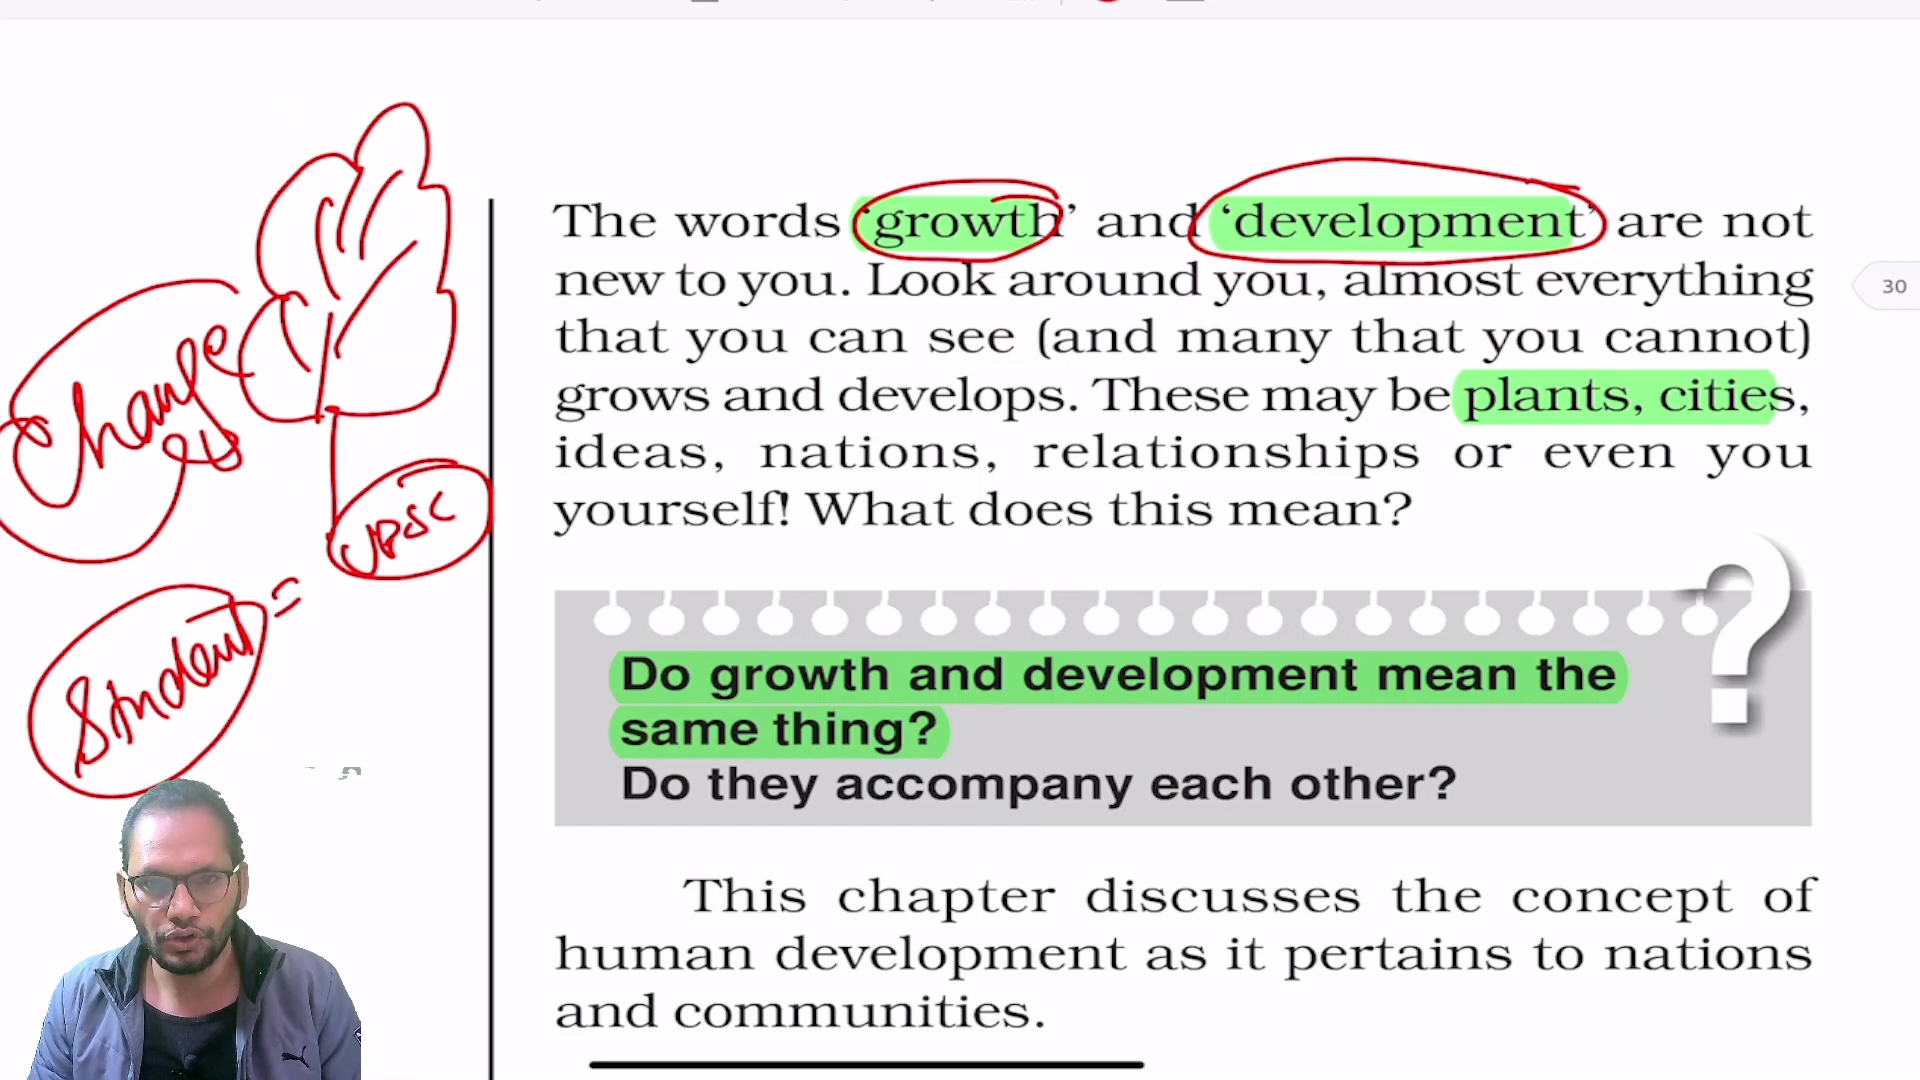 The words ‘growth’ and ‘development’ are not
new to you. Look around you, almost everything
that you can see (and many that you cannot)
grows and develops. These may be plants, cities,
ideas, nations, relationships or even you
yourself! What does this mean?
Do growth and development mean the
same thing?
Do they accompany each other?
?
This chapter discusses the concept of
human development as it pertains to nations
and communities.
30
Change
UPSC
Student =